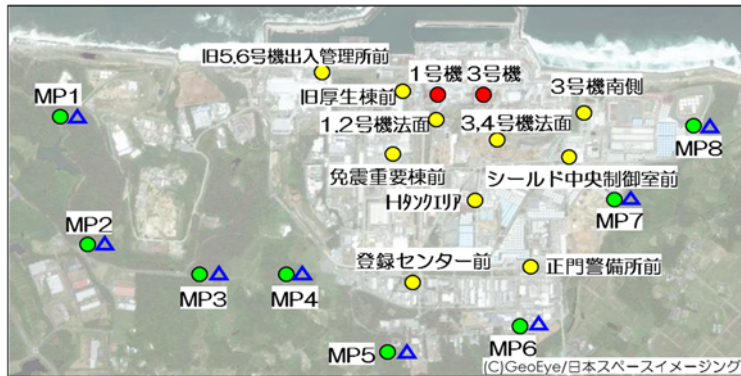 旧5.6号機出入管理所前
1号機
3号機
MP1
旧厚生棟前
3号機南側
1.2号機法面
3,4号機法面
MP8
免震重要棟前
シールド中央制御室前
Hﾀﾝｸｴﾘｱ
MP7
MP2
登録センター前
正門警備所前
MP3
MP4
MP5
MP6
(C)GeoEye/日本スペースイメージング